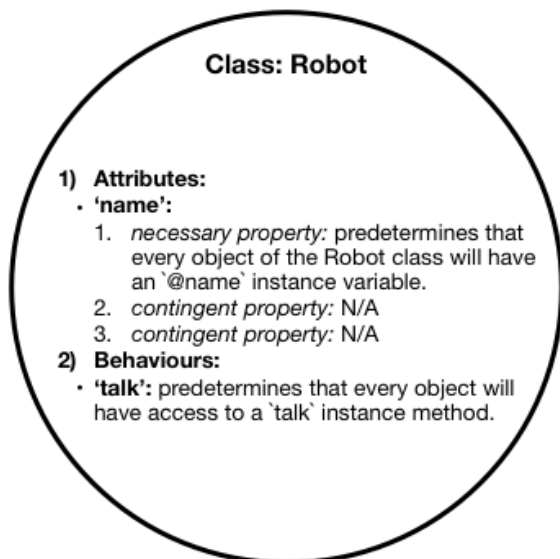 Class: Robot
1) Attributes:
• ‘name’:
1. necessary property: predetermines that
every object of the Robot class will have
an `@name` instance variable.
2. contingent property: N/A
3. contingent property: N/A
2) Behaviours:
• ‘talk’: predetermines that every object will
have access to a `talk` instance method.